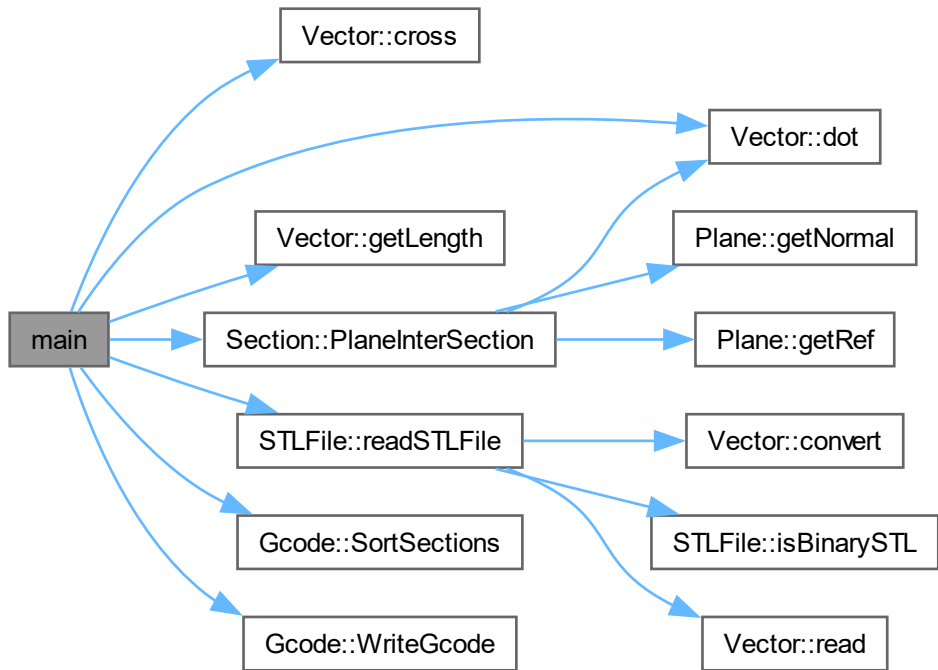 Vector::cross
Vector::dot
Vector::getLength
Plane::getNormal
main
Section::PlaneInterSection
Plane::getRef
STLFile::readSTLFile
Vector::convert
Gcode::SortSections
STLFile::isBinarySTL
Gcode::WriteGcode
Vector::read